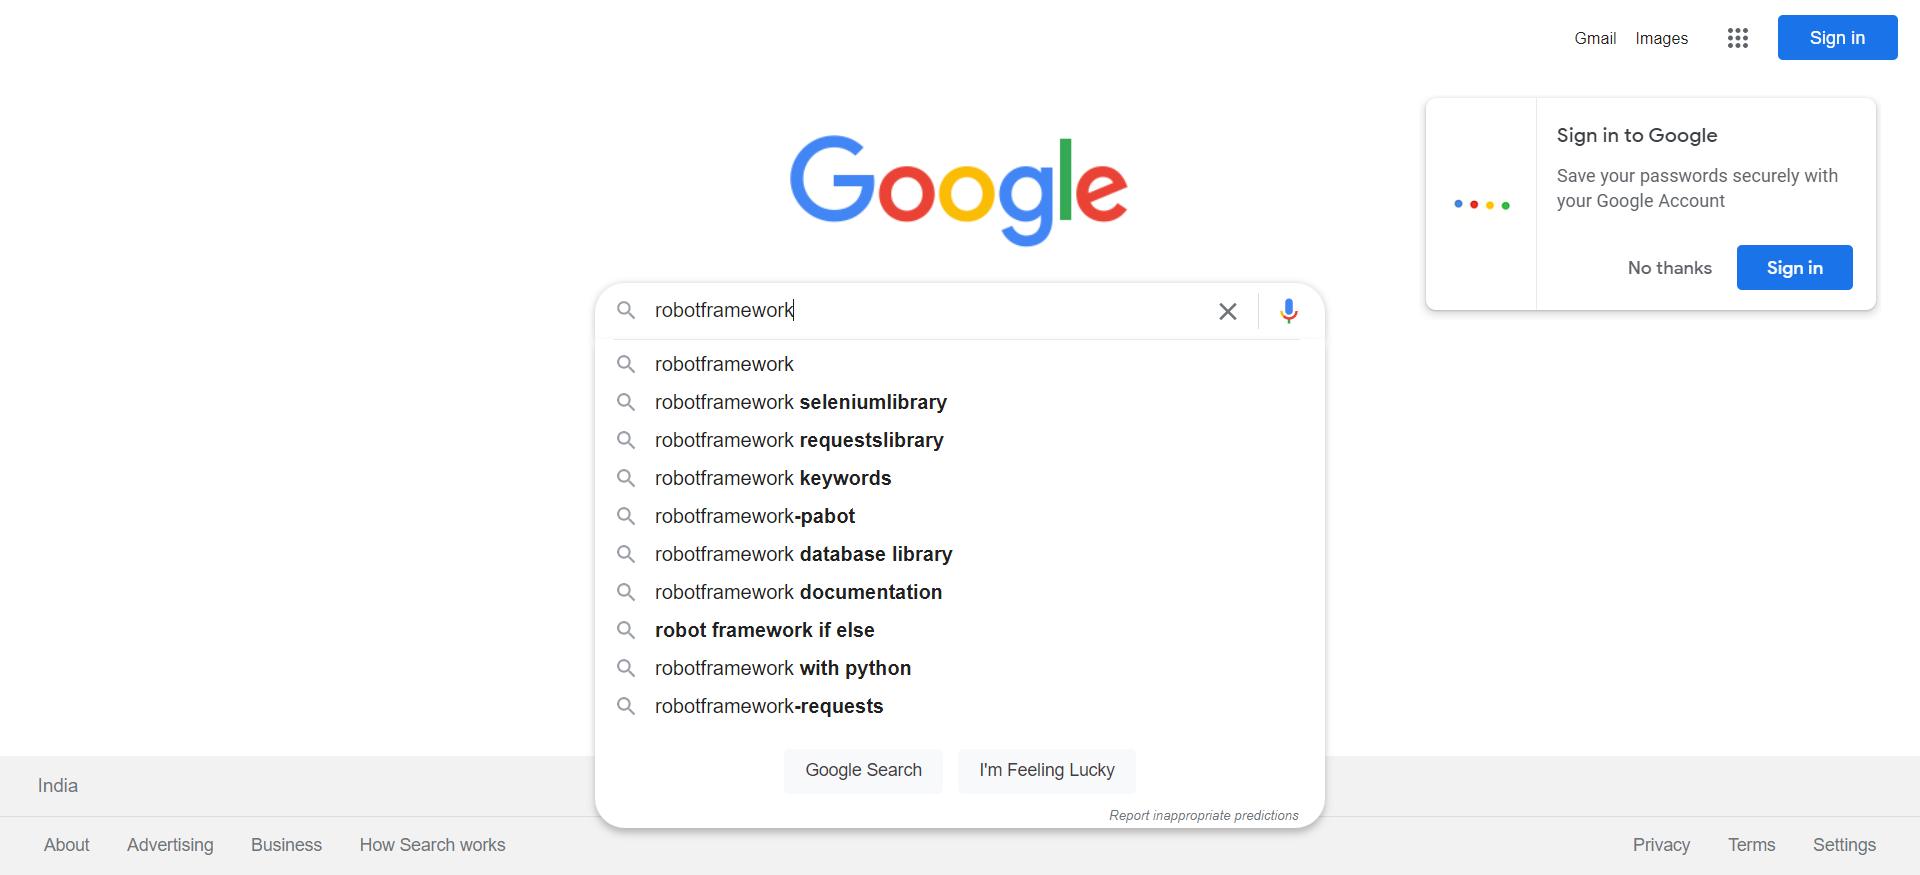 Gmail Images Sign in
Google
Sign in to Google
Save your passwords securely with
your Google Account
No thanks Sign in
robotframework
robotframework
robotframework seleniumlibrary
robotframework requestslibrary
robotframework keywords
robotframework-pabot
robotframework database library
robotframework documentation
robot framework if else
robotframework with python
robotframework-requests
Google Search I'm Feeling Lucky
Report inappropriate predictions
India
About Advertising Business How Search works Privacy Terms Settings